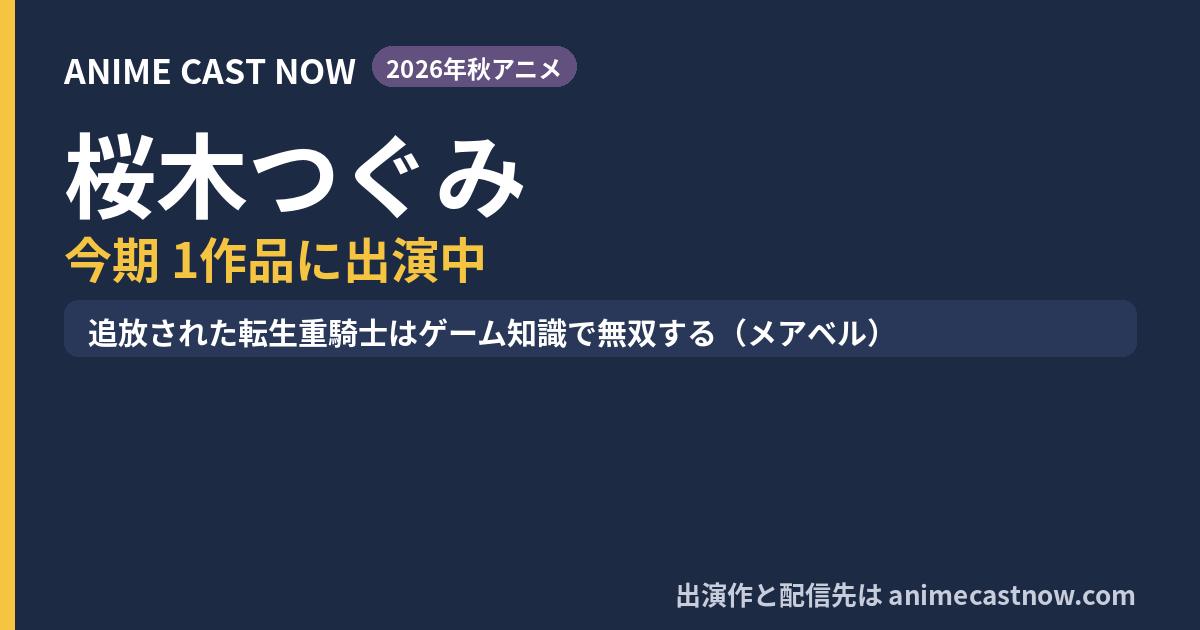 ANIME CAST NOW 2026年秋アニメ
桜木つぐみ
今期 1作品に出演中
追放された転生重騎士はゲーム知識で無双する（メアベル）
出演作と配信先は animecastnow.com